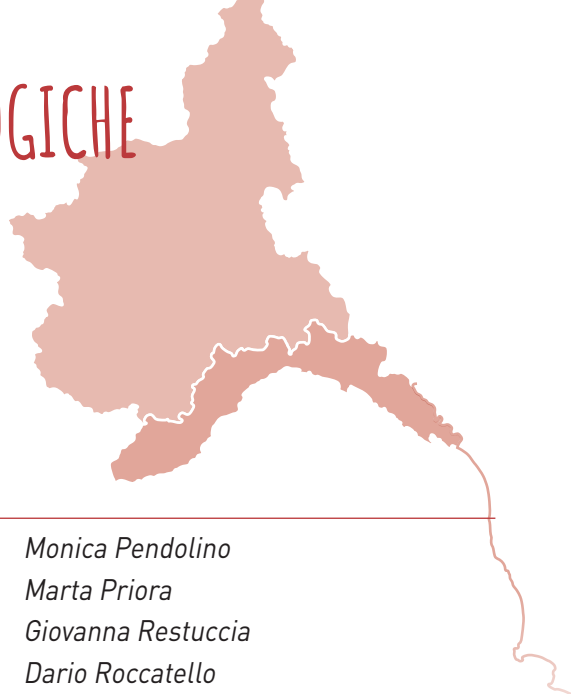 GICHE
Monica Pendolino
Marta Priora
Giovanna Restuccia
Dario Roccatello